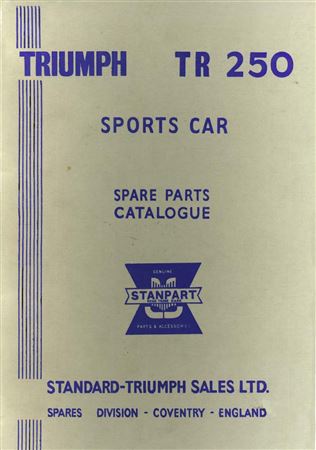 TRIUMPH TR 250
SPORTS CAR
SPARE PARTS
CATALOGUE
GENUINE
STANPART
PARTS & ACCESSORIES
STANDARD-TRIUMPH SALES LTD.
SPARES DIVISION - COVENTRY - ENGLAND